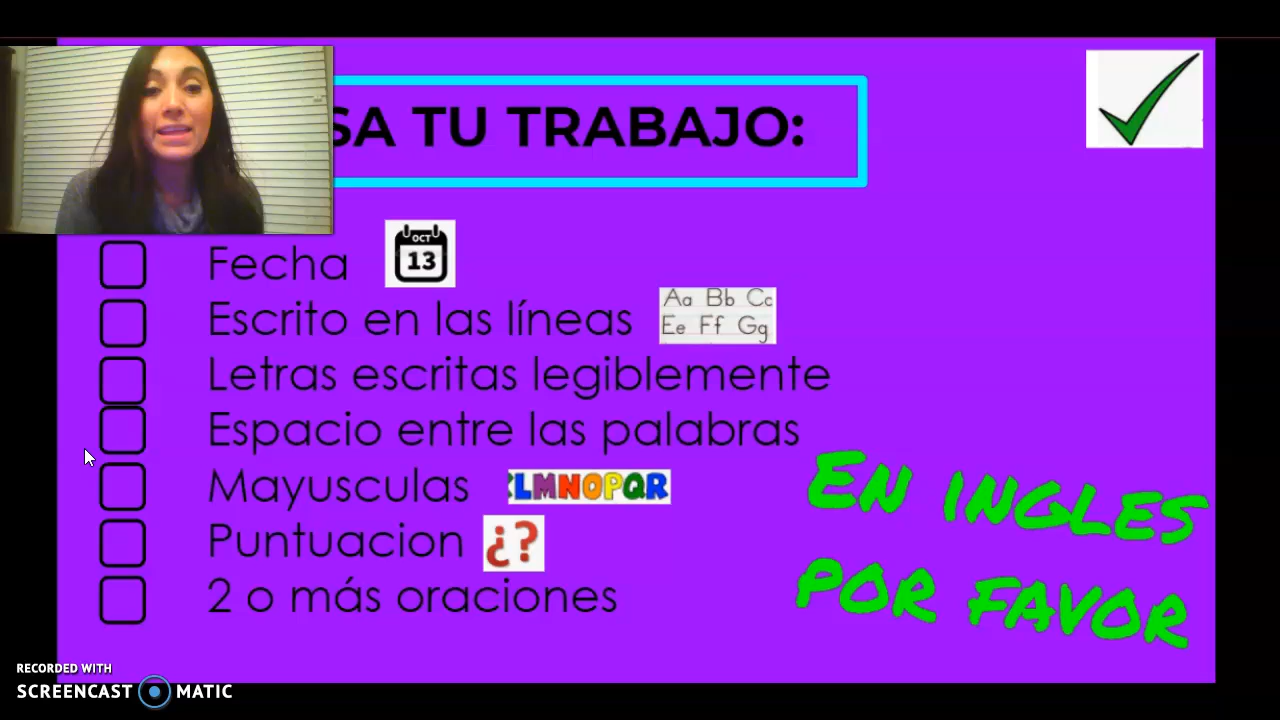 SA TU TRABAJO:
OCT
13
Fecha
Aa Bb Cc
Escrito en las líneas
Ee Ff Gg
Letras escritas legiblemente
Espacio entre las palabras
Mayusculas
LMNOPQR
EN INGLES
Puntuacion
¿?
POR FAVOR
2 o más oraciones
RECORDED WITH
SCREENCAST MATIC